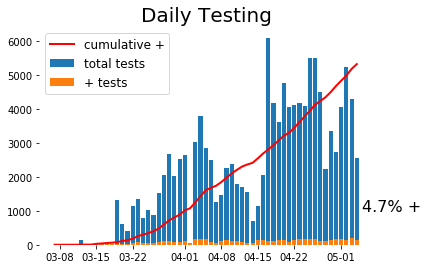 Daily Testing
cumulative +
total tests
+ tests
6000
5000
4000
3000
2000
1000
0
4.7% +
03-08 03-15 03-22 04-01 04-08 04-15 04-22 05-01